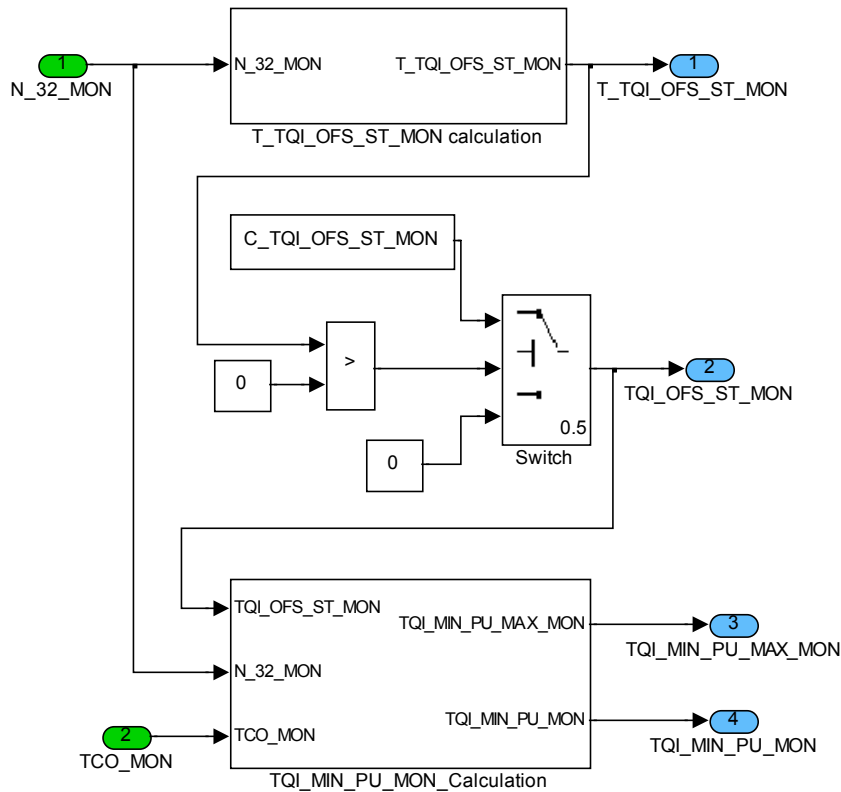 1
N_32_MON
N_32_MON
T_TQI_OFS_ST_MON
T_TQI_OFS_ST_MON calculation
1
T_TQI_OFS_ST_MON
C_TQI_OFS_ST_MON
0
>
0
0.5
Switch
2
TQI_OFS_ST_MON
TQI_OFS_ST_MON
N_32_MON
TCO_MON
TQI_MIN_PU_MAX_MON
TQI_MIN_PU_MON
TQI_MIN_PU_MON_Calculation
2
TCO_MON
3
TQI_MIN_PU_MAX_MON
4
TQI_MIN_PU_MON